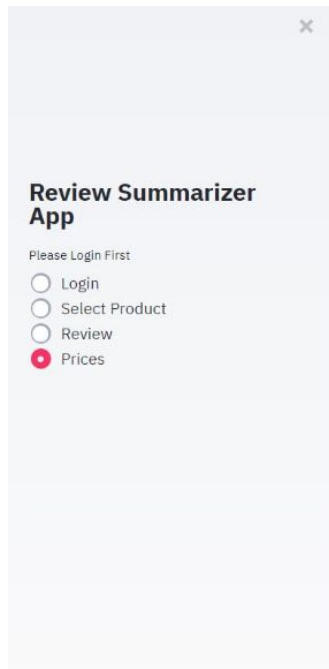 Review Summarizer
App
Please Login First
Login
Select Product
Review
Prices